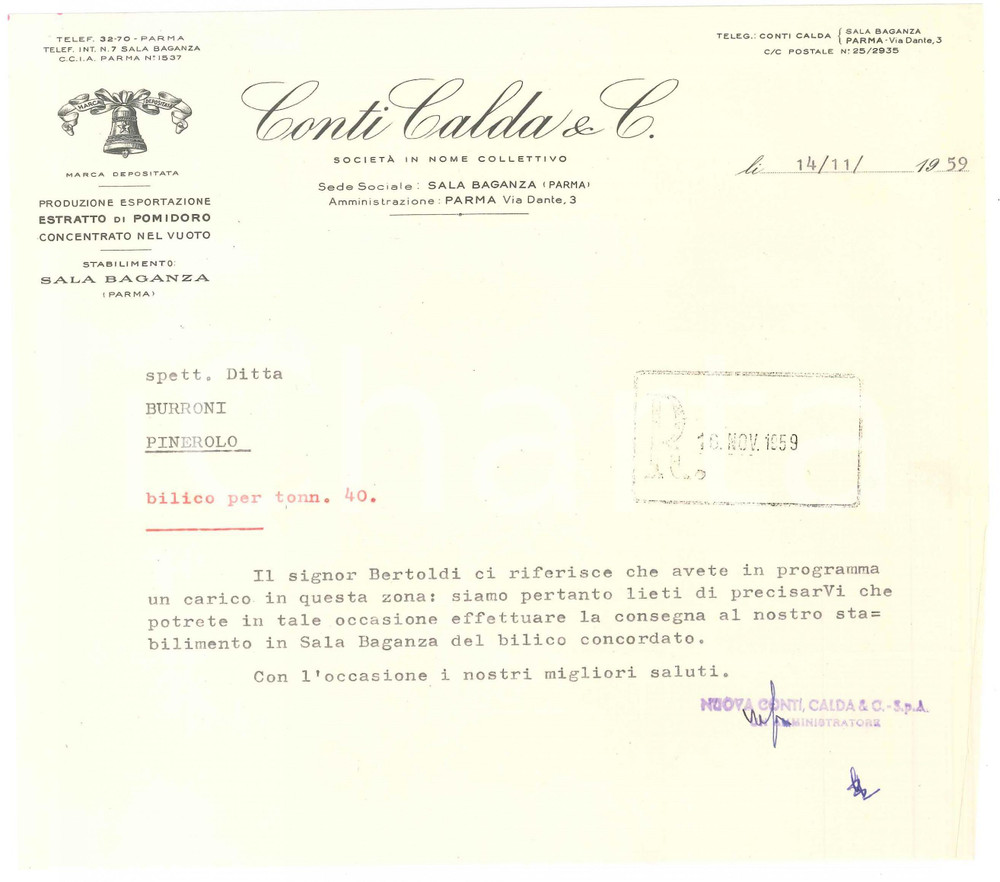 TELEF. 32-70 - PARMA
TELEF. INT. N. 7 SALA BAGANZA
C.C.I.A. PARMA N° 1537
MARCA DEPOSITATA
MARCA DEPOSITATA
PRODUZIONE ESPORTAZIONE
ESTRATTO DI POMIDORO
CONCENTRATO NEL VUOTO
STABILIMENTO:
SALA BAGANZA
(PARMA)
Conti Calda & C.
SOCIETÀ IN NOME COLLETTIVO
Sede Sociale: SALA BAGANZA (PARMA)
Amministrazione: PARMA Via Dante, 3
TELEG.: CONTI CALDA { SALA BAGANZA
PARMA - Via Dante, 3
C/C POSTALE N° 25/2935
li 14/11/ 1959
spett. Ditta
BURRONI
PINEROLO
R. 16. NOV. 1959
bilico per tonn. 40.
Il signor Bertoldi ci riferisce che avete in programma
un carico in questa zona: siamo pertanto lieti di precisarVi che
potrete in tale occasione effettuare la consegna al nostro sta=
bilimento in Sala Baganza del bilico concordato.
Con l'occasione i nostri migliori saluti.
NUOVA CONTI, CALDA & C. - S.p.A.
AMMINISTRATORE